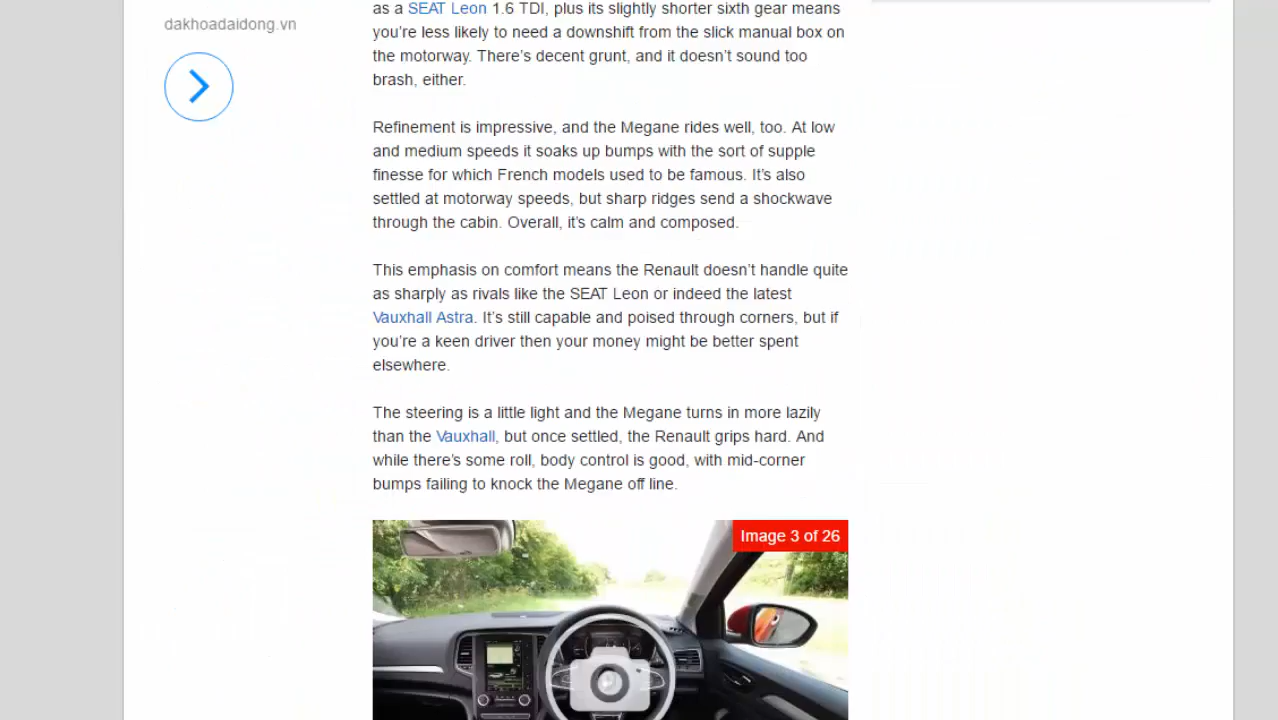 dakhoadaidong.vn
as a SEAT Leon 1.6 TDI, plus its slightly shorter sixth gear means
you're less likely to need a downshift from the slick manual box on
the motorway. There's decent grunt, and it doesn't sound too
brash, either.
Refinement is impressive, and the Megane rides well, too. At low
and medium speeds it soaks up bumps with the sort of supple
finesse for which French models used to be famous. It's also
settled at motorway speeds, but sharp ridges send a shockwave
through the cabin. Overall, it's calm and composed.
This emphasis on comfort means the Renault doesn't handle quite
as sharply as rivals like the SEAT Leon or indeed the latest
Vauxhall Astra. It's still capable and poised through corners, but if
you're a keen driver then your money might be better spent
elsewhere.
The steering is a little light and the Megane turns in more lazily
than the Vauxhall, but once settled, the Renault grips hard. And
while there's some roll, body control is good, with mid-corner
bumps failing to knock the Megane off line.
Image 3 of 26